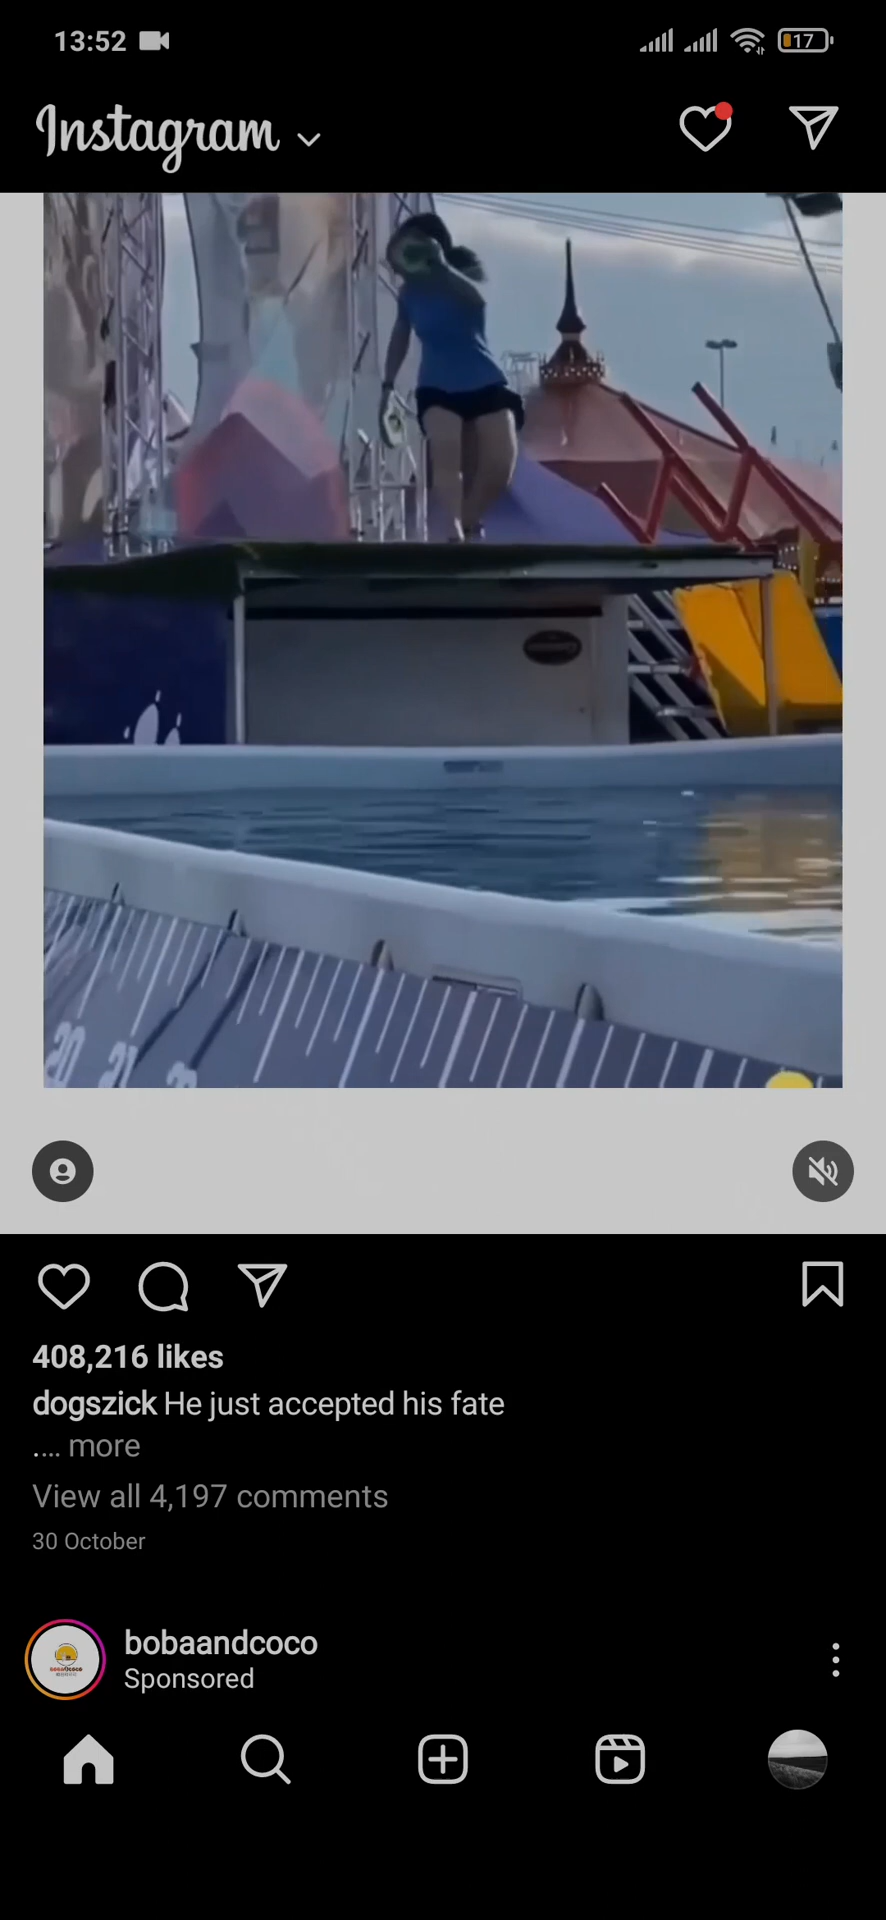 13:52
17
Instagram
20
21
408,216 likes
dogszick He just accepted his fate
.... more
View all 4,197 comments
30 October
bobaandcoco
Sponsored